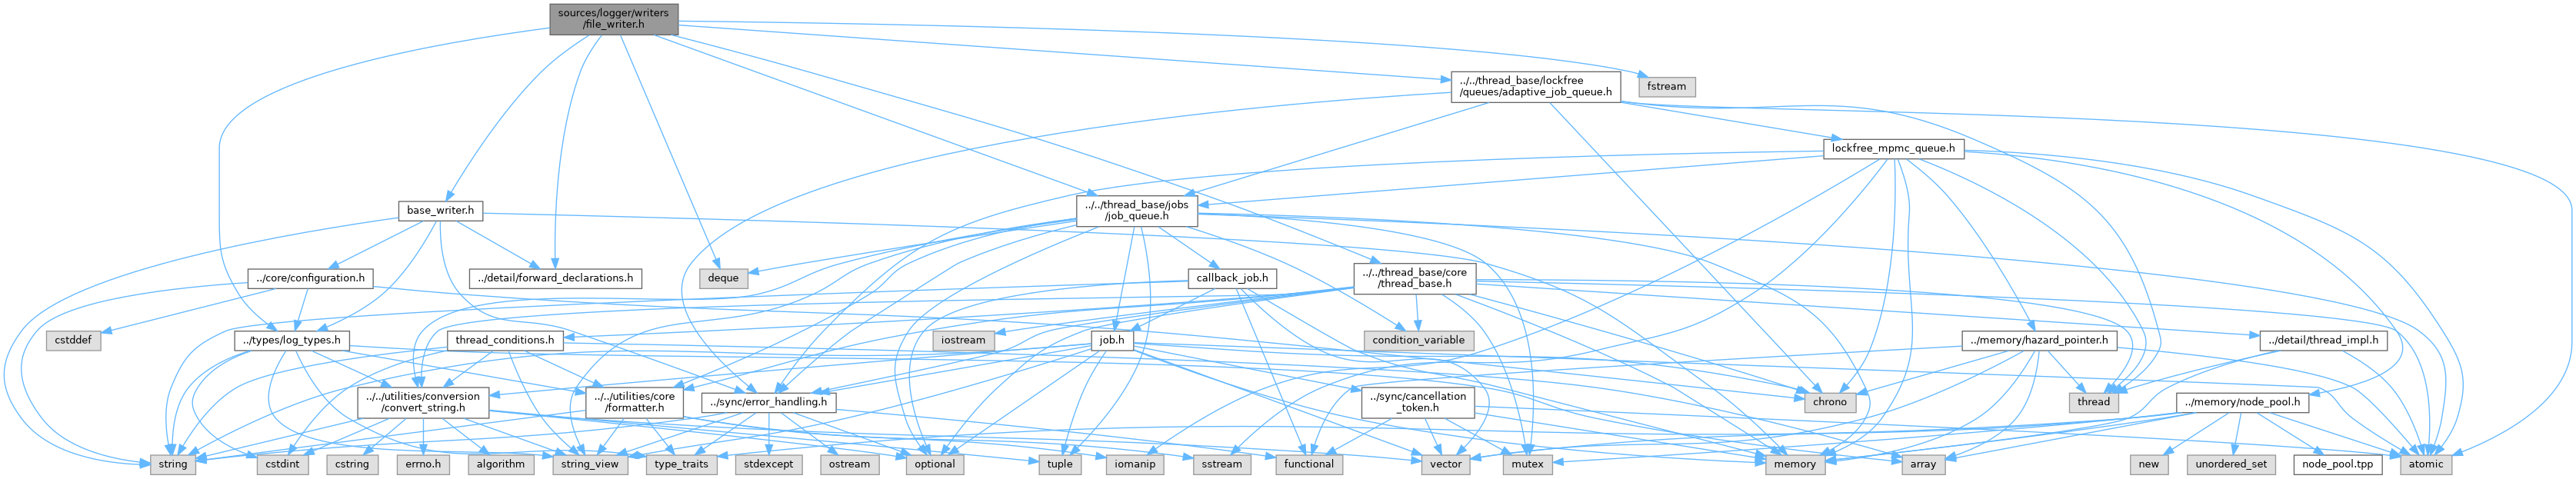 sources/logger/writers
/file_writer.h
../../thread_base/lockfree
/queues/adaptive_job_queue.h
fstream
lockfree_mpmc_queue.h
base_writer.h
../../thread_base/jobs
/job_queue.h
../core/configuration.h
../detail/forward_declarations.h
deque
callback_job.h
../../thread_base/core
/thread_base.h
cstddef
../types/log_types.h
thread_conditions.h
iostream
job.h
condition_variable
../memory/hazard_pointer.h
../detail/thread_impl.h
../../utilities/conversion
/convert_string.h
../../utilities/core
/formatter.h
../sync/error_handling.h
../sync/cancellation
_token.h
chrono
thread
../memory/node_pool.h
string
cstdint
cstring
errno.h
algorithm
string_view
type_traits
stdexcept
ostream
optional
tuple
iomanip
sstream
functional
vector
mutex
memory
array
new
unordered_set
node_pool.tpp
atomic